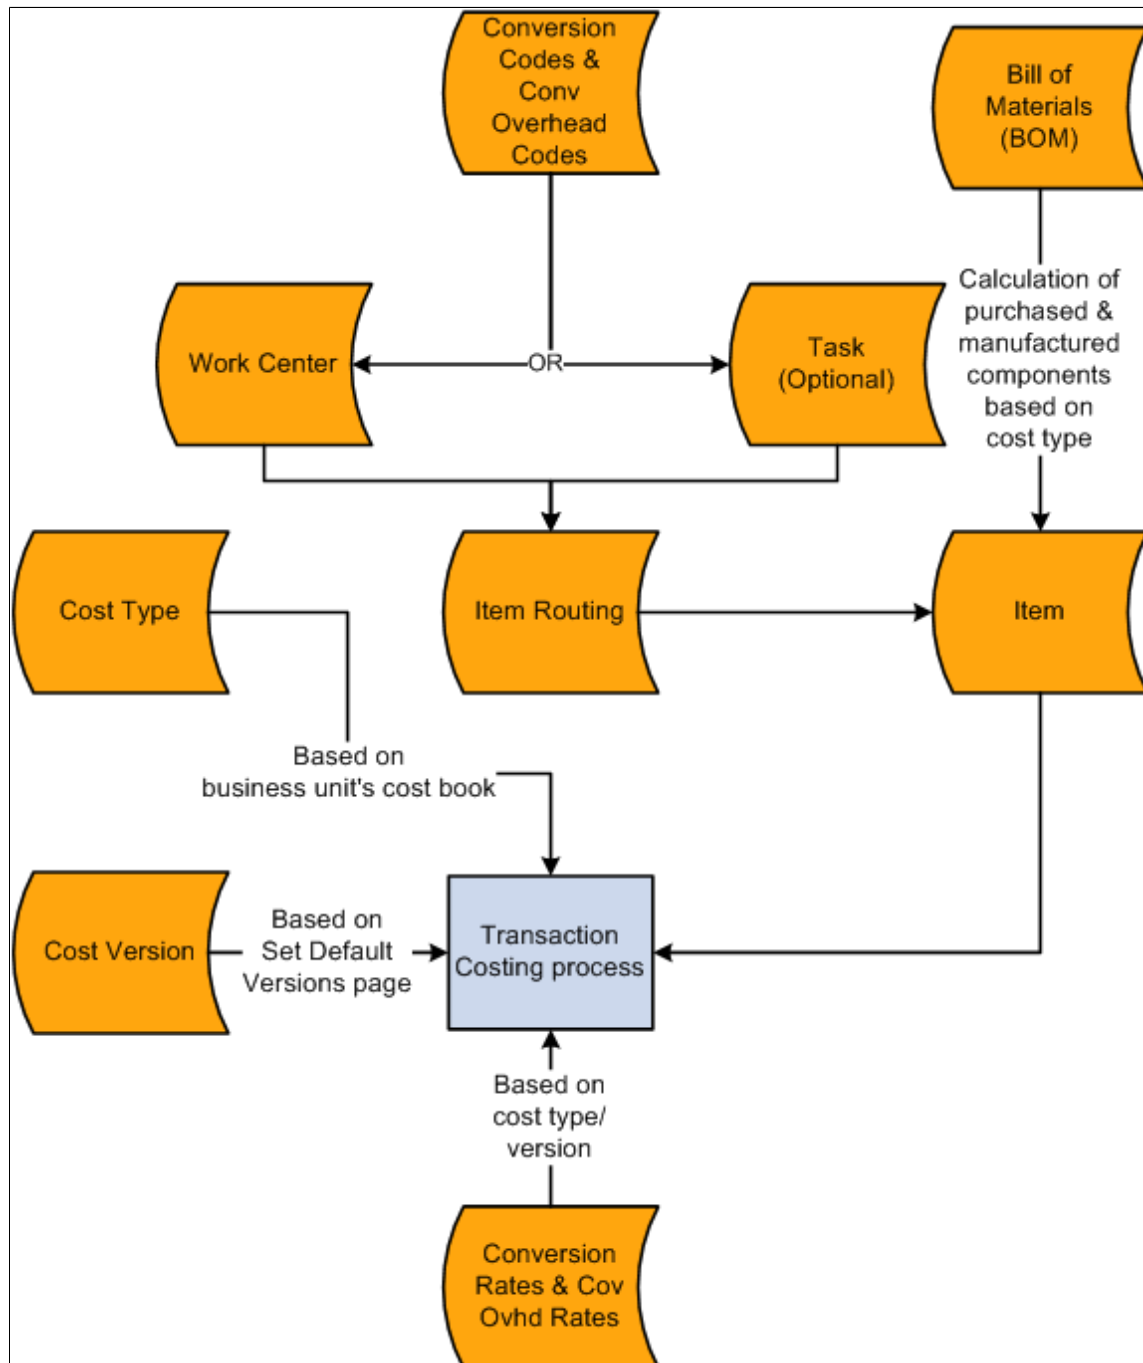 Conversion
Codes &
Conv
Overhead
Codes
Bill of
Materials
(BOM)
Calculation of
purchased &
manufactured
components
based on
cost type
Work Center
OR
Task
(Optional)
Cost Type
Item Routing
Item
Based on
business unit's cost book
Cost Version
Based on
Set Default
Versions page
Transaction
Costing process
Based on
cost type/
version
Conversion
Rates & Cov
Ovhd Rates